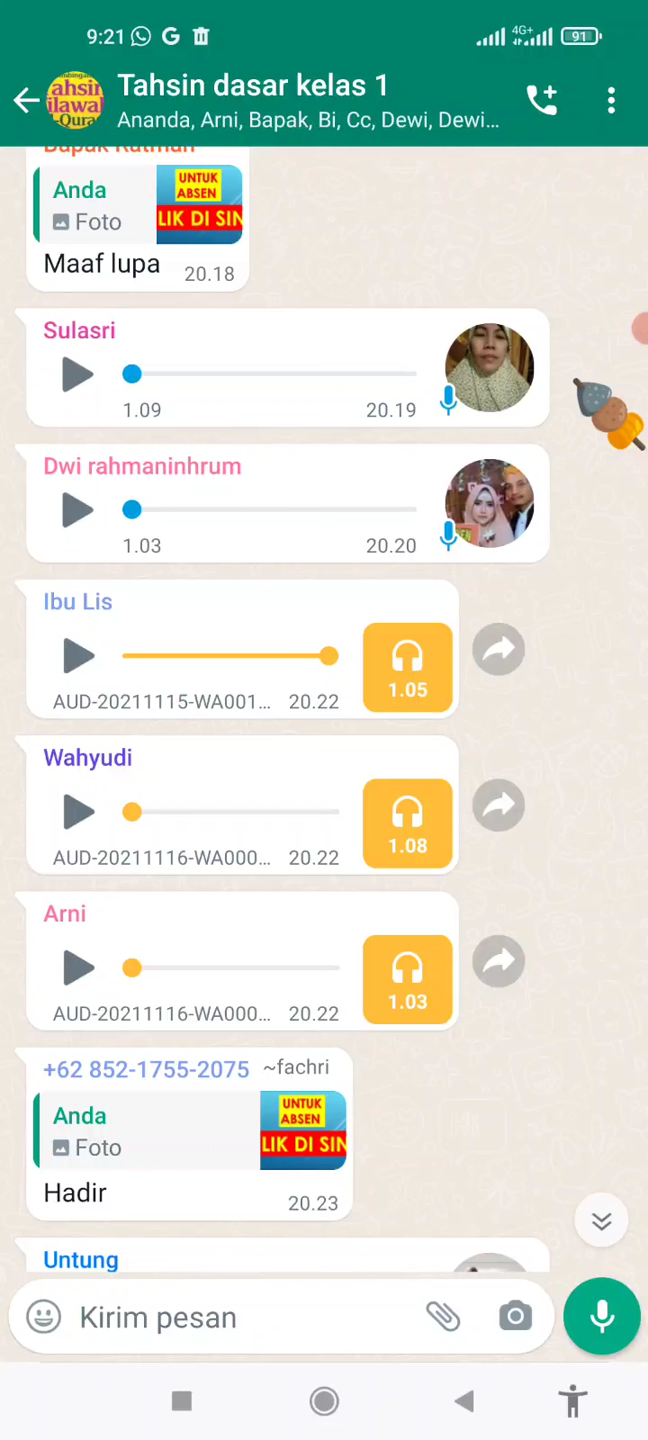 9:21
4G+
91
Tahsin dasar kelas 1
Ananda, Arni, Bapak, Bi, Cc, Dewi, Dewi...
ahsin
ilawah
Qura
Anda
Foto
UNTUK
ABSEN
LIK DI SIN
Maaf lupa 20.18
Sulasri
1.09 20.19
Dwi rahmaninhrum
1.03 20.20
Ibu Lis
1.05
AUD-20211115-WA001... 20.22
Wahyudi
1.08
AUD-20211116-WA000... 20.22
Arni
1.03
AUD-20211116-WA000... 20.22
+62 852-1755-2075 ~fachri
Anda
Foto
UNTUK
ABSEN
LIK DI SIN
Hadir 20.23
Untung
Kirim pesan